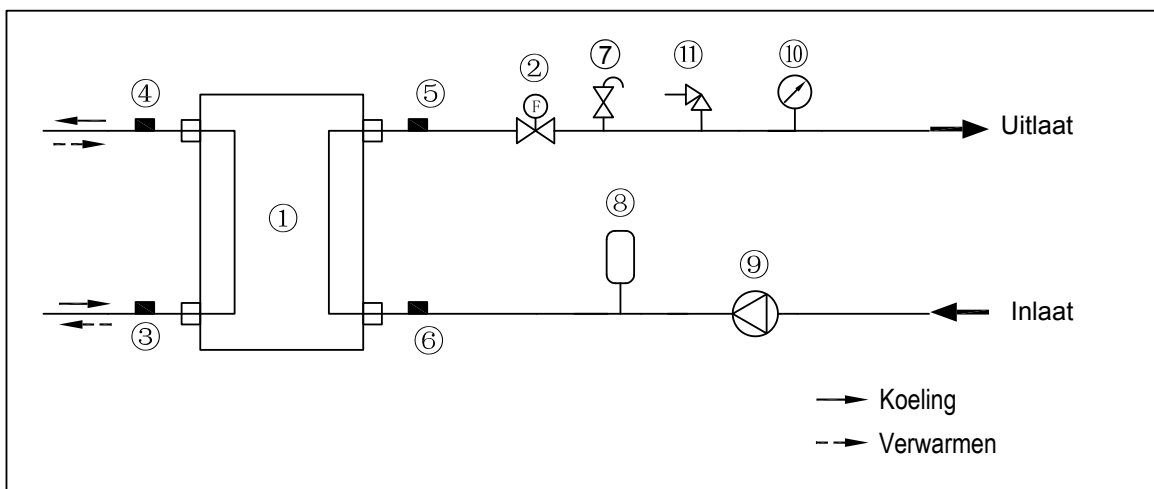 ② ⑦ ⑪ ⑩
④ ⑤ F
Uitlaat
①
⑧
⑨
Inlaat
③ ⑥
Koeling
Verwarmen